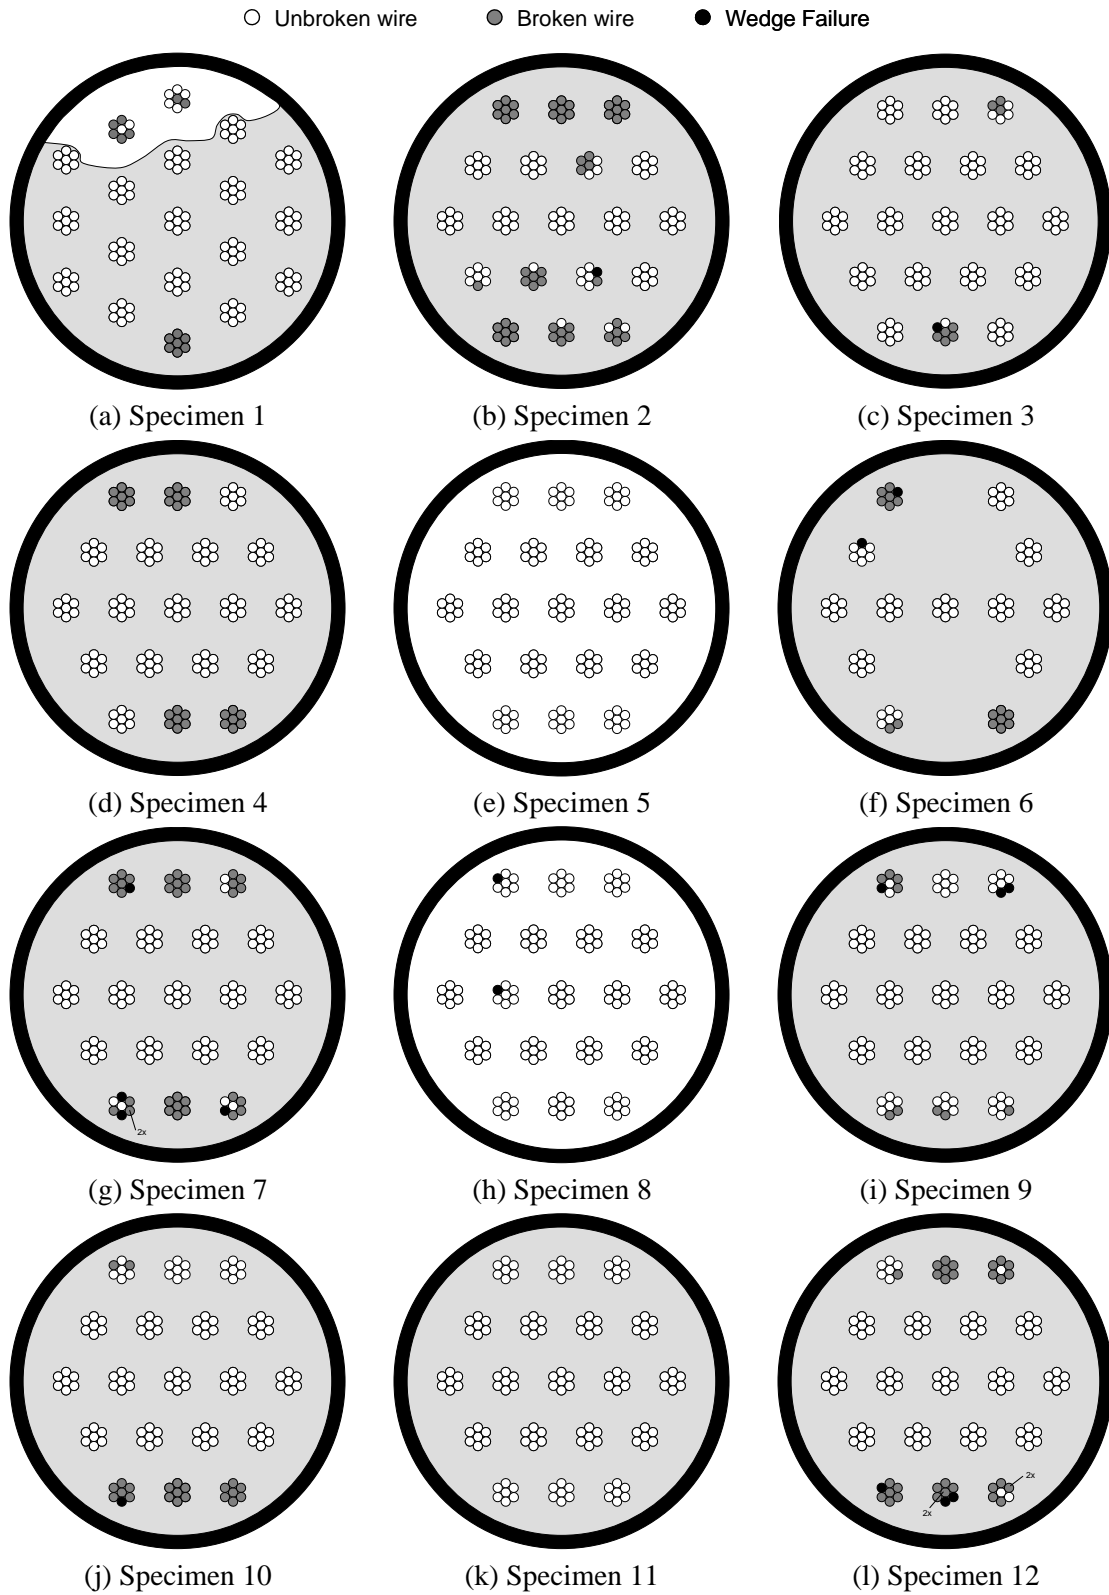 Unbroken wire Broken wire Wedge Failure
(a) Specimen 1 (b) Specimen 2 (c) Specimen 3
(d) Specimen 4 (e) Specimen 5 (f) Specimen 6
2x
(g) Specimen 7 (h) Specimen 8 (i) Specimen 9
2x
2x
(j) Specimen 10 (k) Specimen 11 (l) Specimen 12